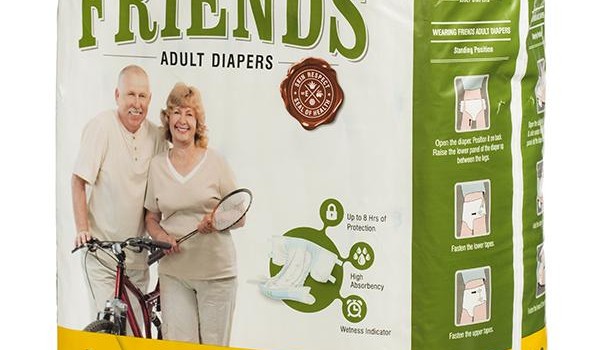 FRIENDS
ADULT DIAPERS
SKIN RESPECT
SEAL OF HEALTH
Up to 8 Hrs of
Protection
High
Absorbency
Wetness Indicator
WEARING FRIENDS ADULT DIAPERS
Standing Position
Open the diaper. Position it on back.
Raise the lower panel of the diaper up
between the legs.
Fasten the lower tapes.
Fasten the upper tapes.